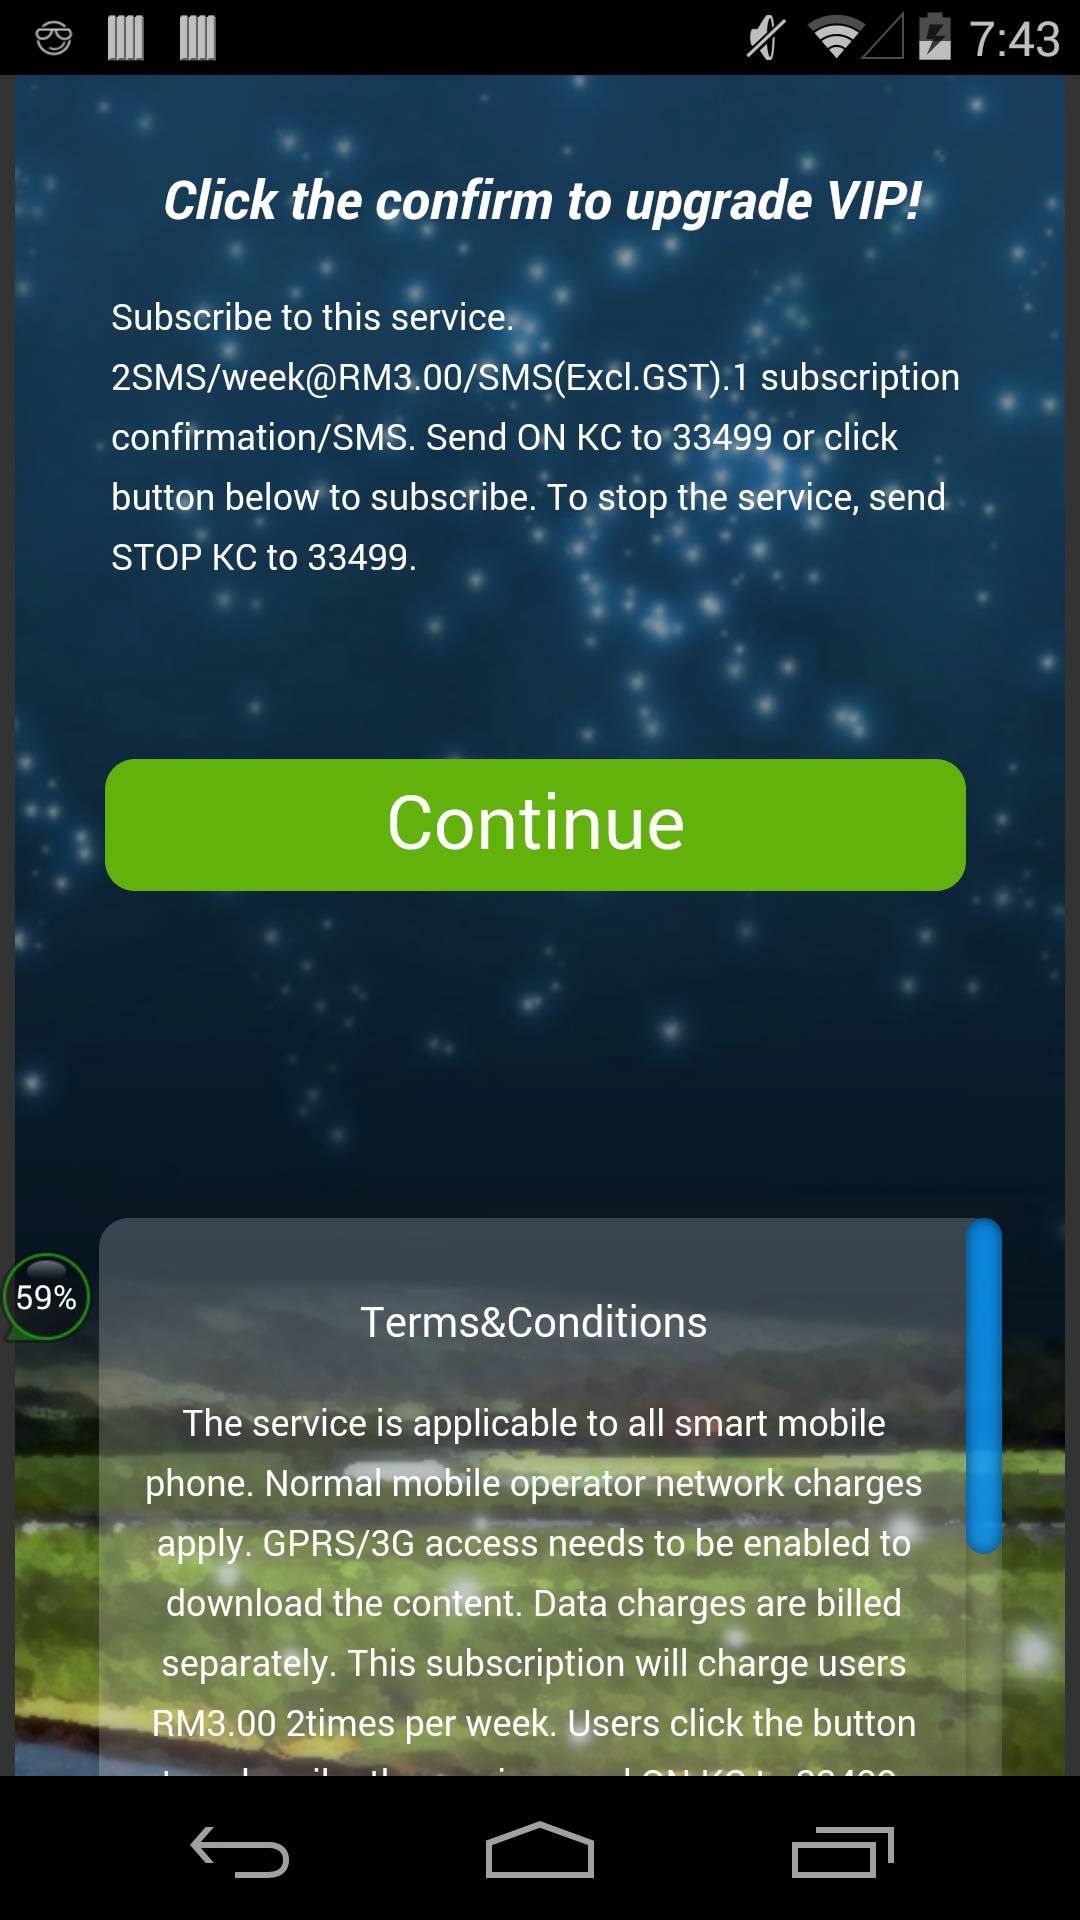 7:43
Click the confirm to upgrade VIP!
Subscribe to this service.
2SMS/week@RM3.00/SMS(Excl.GST).1 subscription
confirmation/SMS. Send ON KC to 33499 or click
button below to subscribe. To stop the service, send
STOP KC to 33499.
Continue
59%
Terms&Conditions
The service is applicable to all smart mobile
phone. Normal mobile operator network charges
apply. GPRS/3G access needs to be enabled to
download the content. Data charges are billed
separately. This subscription will charge users
RM3.00 2times per week. Users click the button